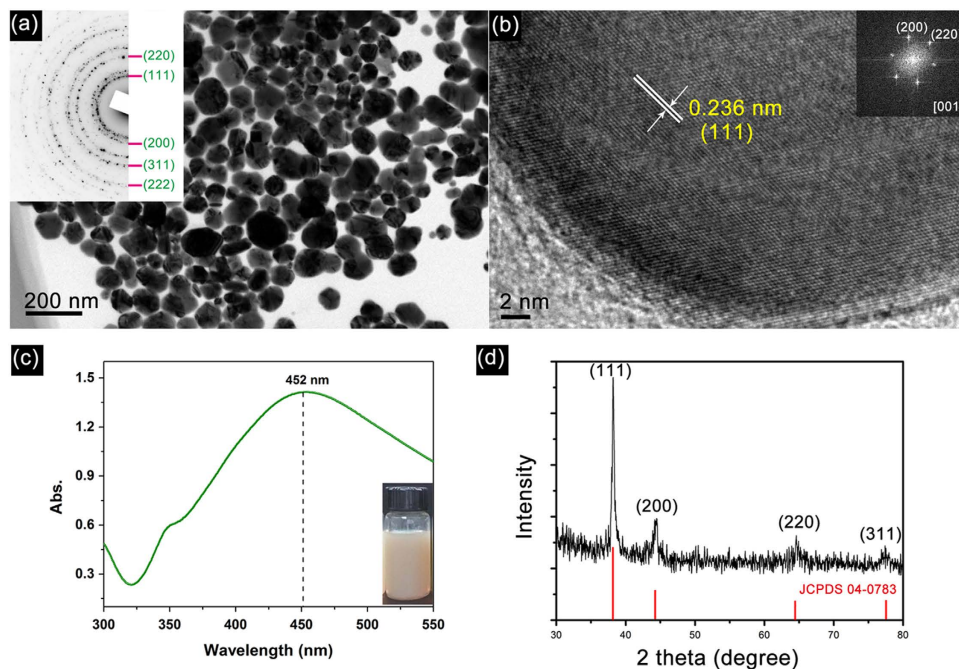 (a)
(220)
(111)
(200)
(311)
(222)
200 nm
(b)
(200)
(220)
[001]
0.236 nm
(111)
2 nm
(c)
452 nm
1.5
1.2
0.9
0.6
0.3
Abs.
300
350
400
450
500
550
Wavelength (nm)
(d)
(111)
(200)
(220)
(311)
JCPDS 04-0783
Intensity
30
40
50
60
70
80
2 theta (degree)